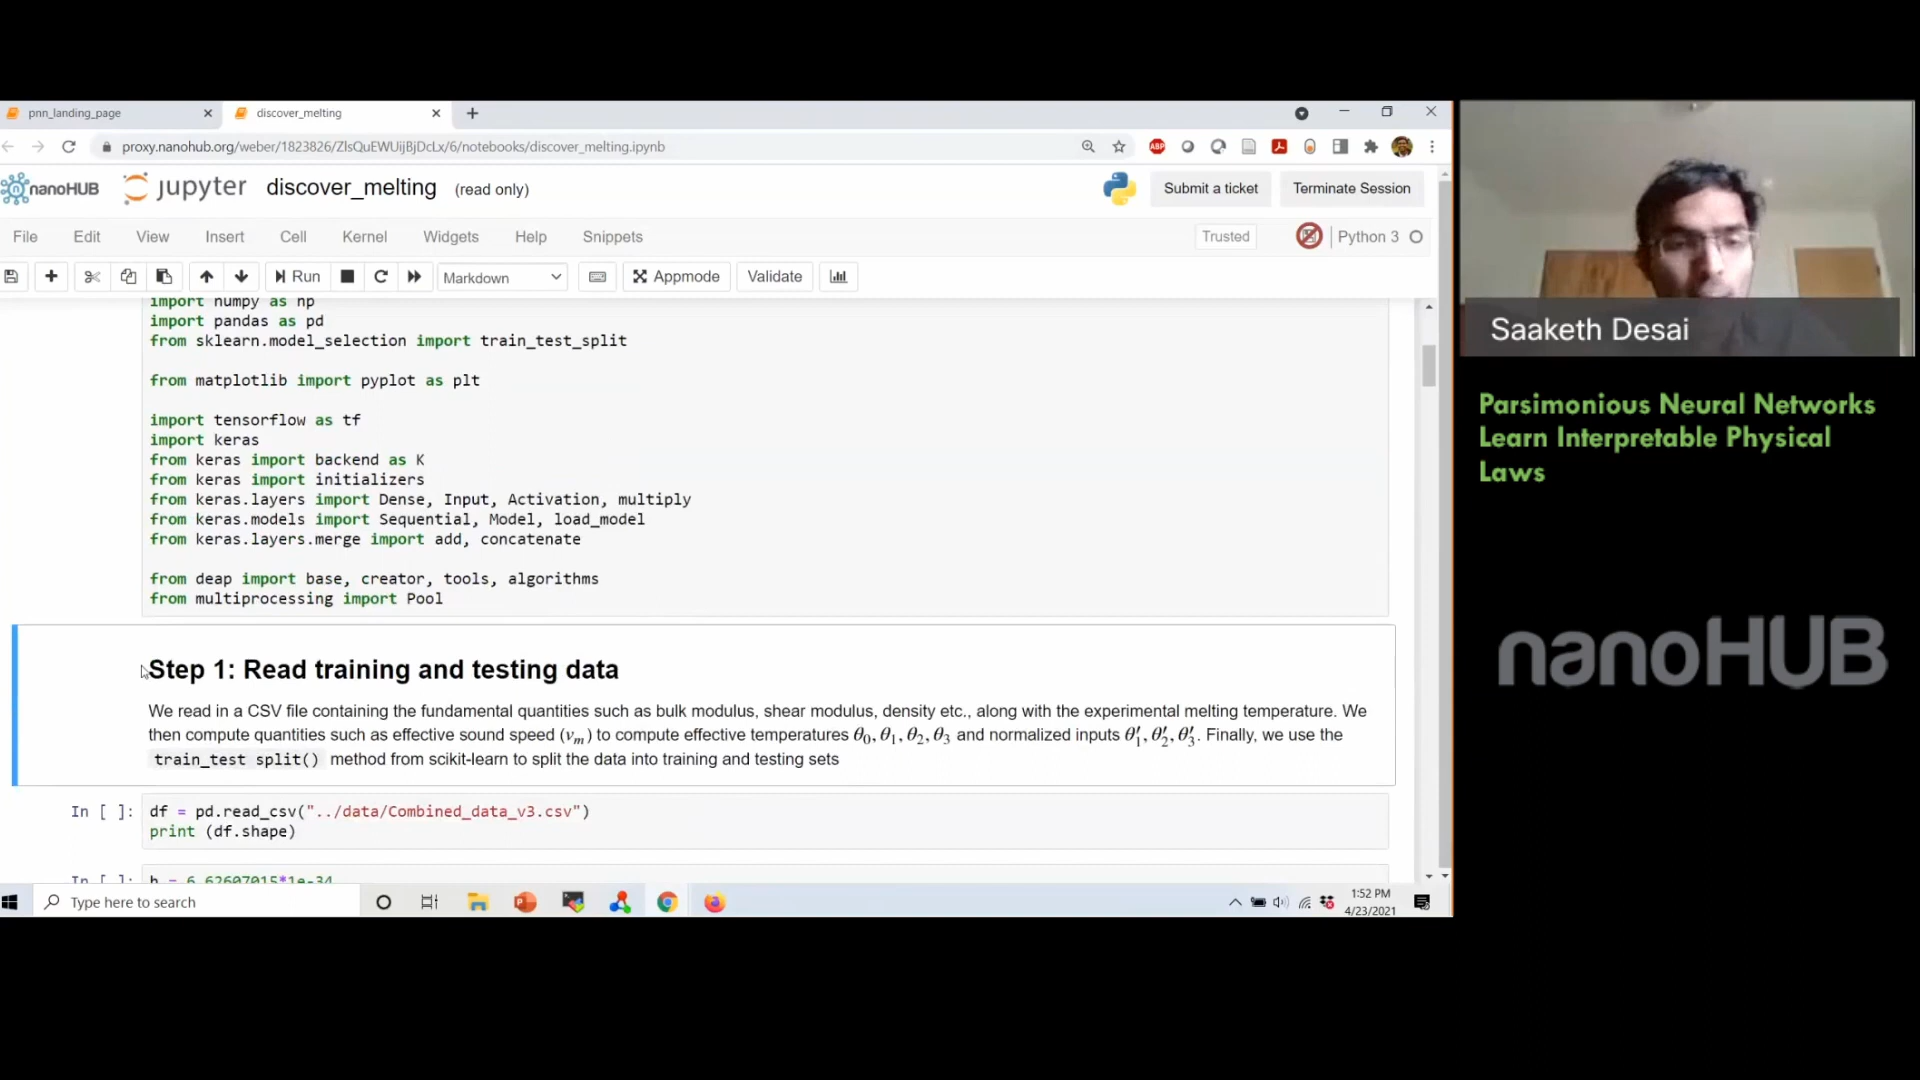 pnn_landing_page
discover_melting
proxy.nanohub.org/weber/1823826/ZlsQuEWUijBjDcLx/6/notebooks/discover_melting.ipynb
ABP
nanoHUB jupyter discover_melting (read only) Submit a ticket Terminate Session
File Edit View Insert Cell Kernel Widgets Help Snippets Trusted Python 3
Run Markdown Appmode Validate
import numpy as np
import pandas as pd
from sklearn.model_selection import train_test_split
from matplotlib import pyplot as plt
import tensorflow as tf
import keras
from keras import backend as K
from keras import initializers
from keras.layers import Dense, Input, Activation, multiply
from keras.models import Sequential, Model, load_model
from keras.layers.merge import add, concatenate
from deap import base, creator, tools, algorithms
from multiprocessing import Pool
Step 1: Read training and testing data
We read in a CSV file containing the fundamental quantities such as bulk modulus, shear modulus, density etc., along with the experimental melting temperature. We
then compute quantities such as effective sound speed (vₘ) to compute effective temperatures θ₀, θ₁, θ₂, θ₃ and normalized inputs θ′₁, θ′₂, θ′₃. Finally, we use the
train_test split() method from scikit-learn to split the data into training and testing sets
In [ ]: df = pd.read_csv("../data/Combined_data_v3.csv")
print (df.shape)
In [ ]: h = 6.62607015*1e-34
Type here to search
1:52 PM
4/23/2021
Saaketh Desai
Parsimonious Neural Networks
Learn Interpretable Physical
Laws
nanoHUB